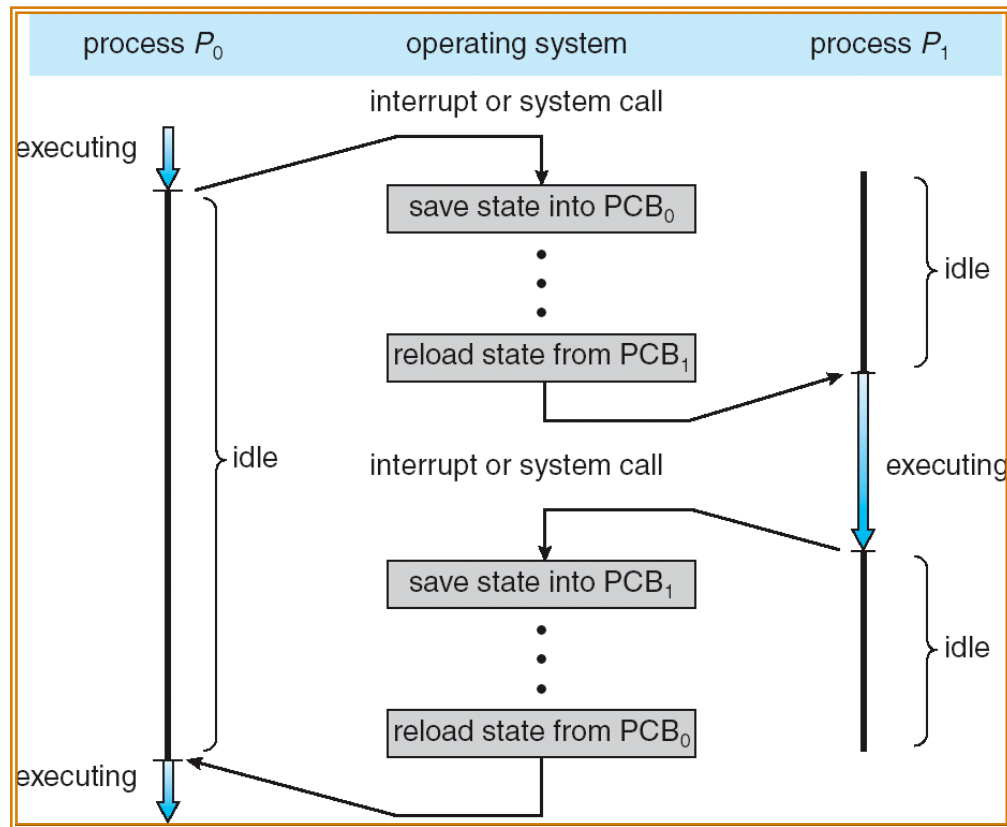 process P₀
operating system
process P₁
interrupt or system call
executing
save state into PCB₀
idle
reload state from PCB₁
idle
interrupt or system call
executing
save state into PCB₁
idle
reload state from PCB₀
executing